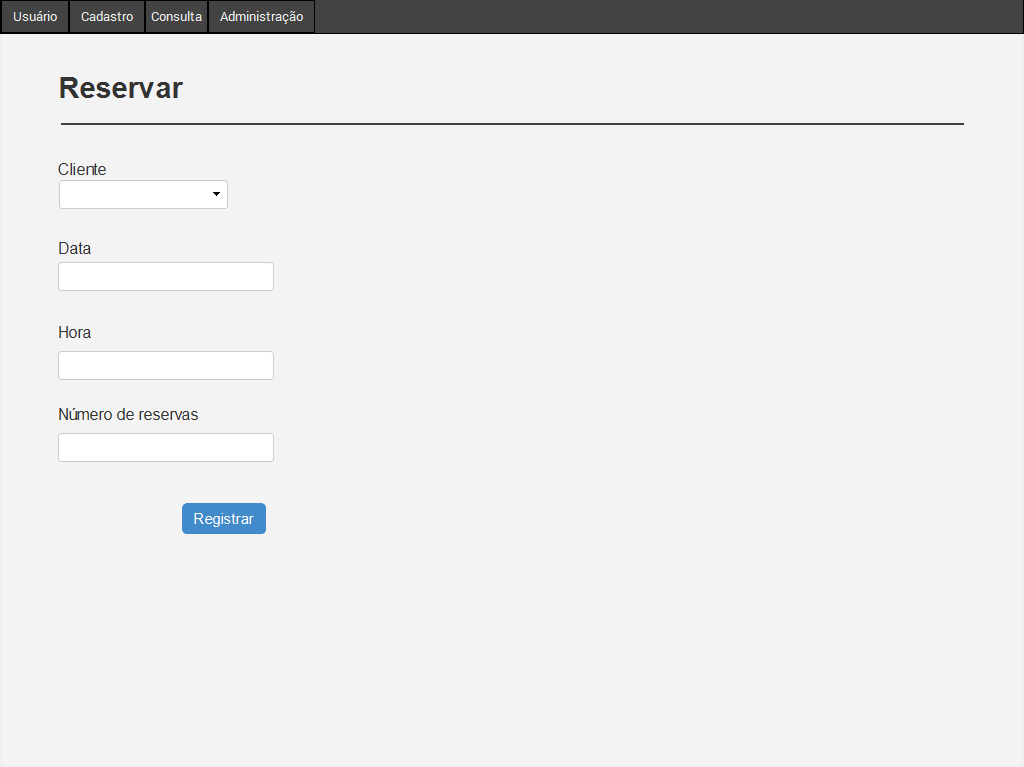 Usuário Cadastro Consulta Administração
Reservar
Cliente
Data
Hora
Número de reservas
Registrar